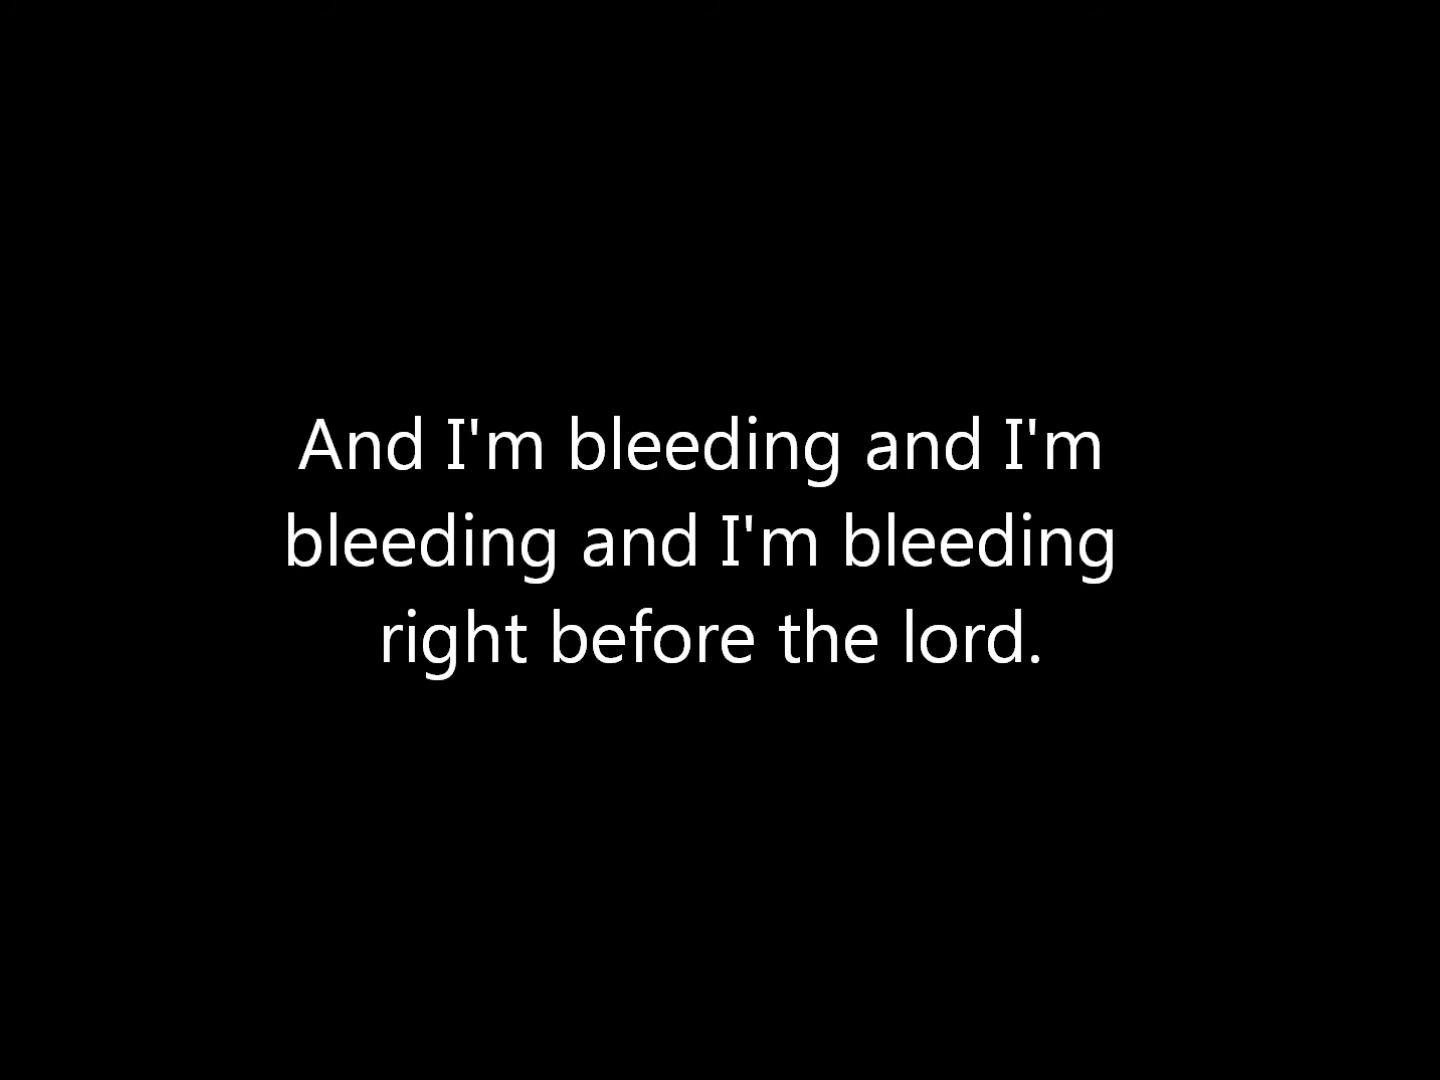 And I'm bleeding and I'm
bleeding and I'm bleeding
right before the lord.